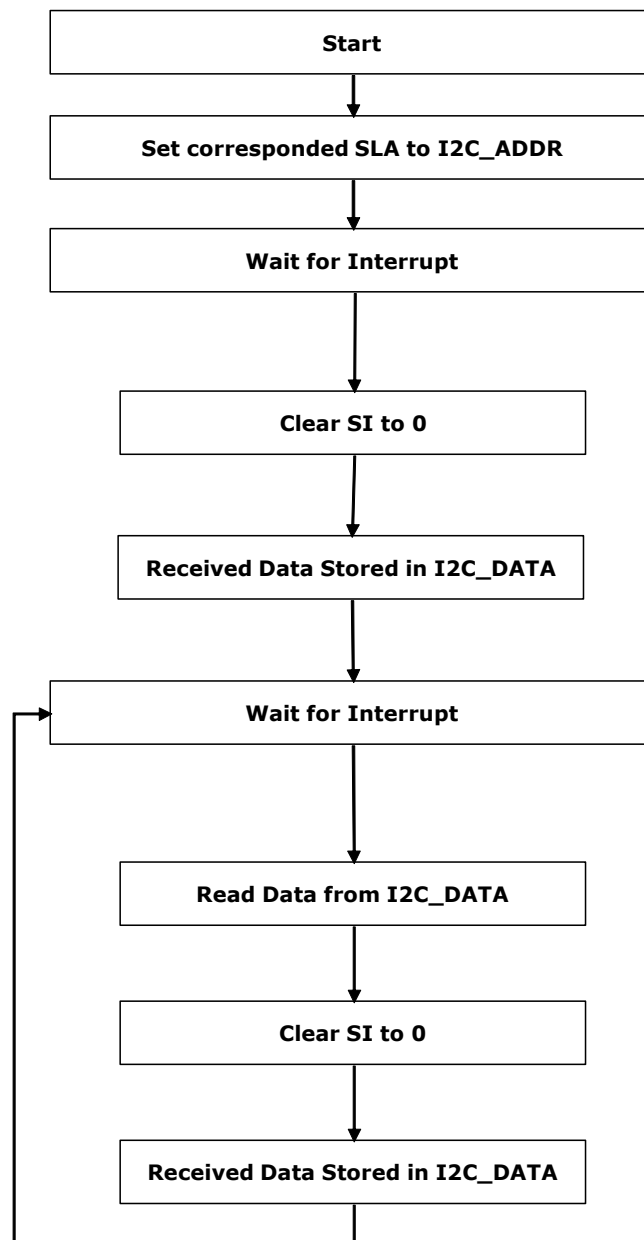 Start
Set corresponded SLA to I2C_ADDR
Wait for Interrupt
Clear SI to 0
Received Data Stored in I2C_DATA
Wait for Interrupt
Read Data from I2C_DATA
Clear SI to 0
Received Data Stored in I2C_DATA